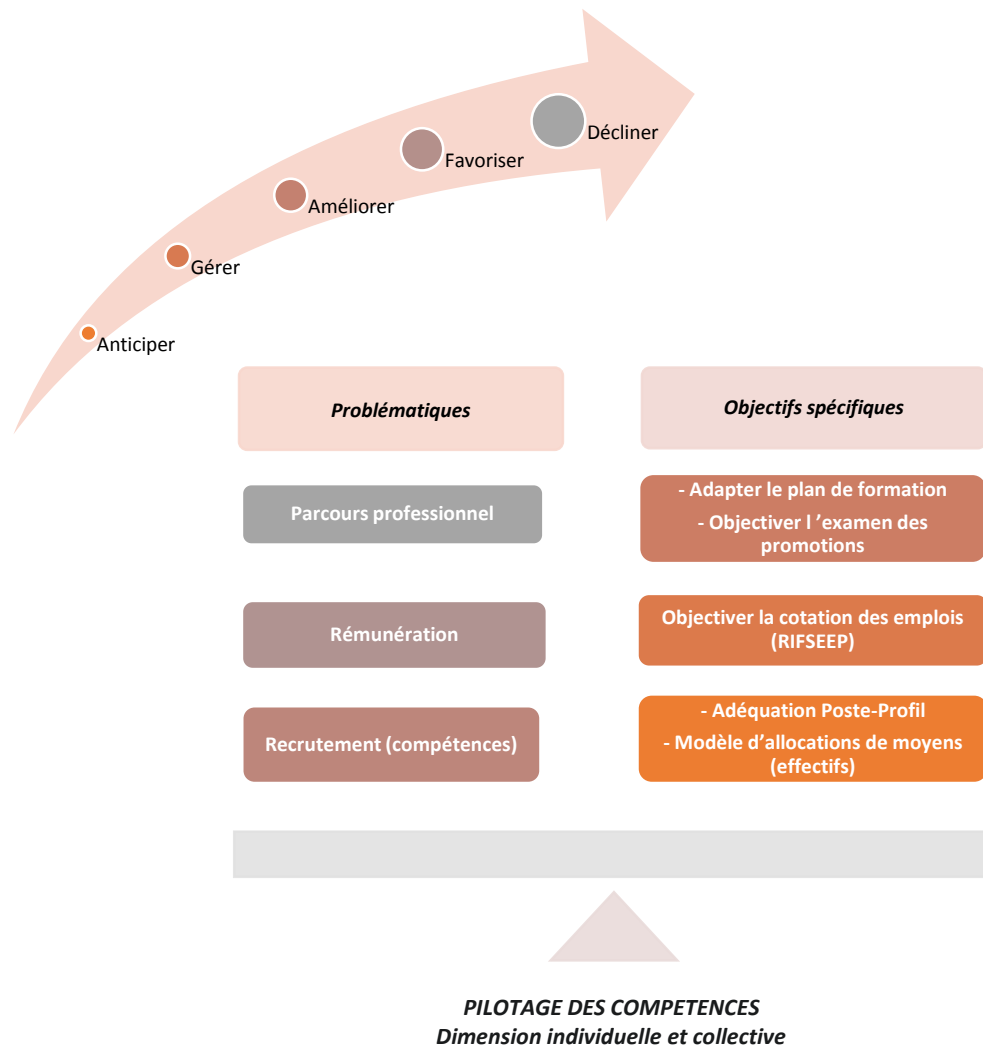 Décliner
Favoriser
Améliorer
Gérer
Anticiper
Problématiques
Objectifs spécifiques
Parcours professionnel
- Adapter le plan de formation
- Objectiver l ’examen des
promotions
Rémunération
Objectiver la cotation des emplois
(RIFSEEP)
Recrutement (compétences)
- Adéquation Poste-Profil
- Modèle d’allocations de moyens
(effectifs)
PILOTAGE DES COMPETENCES
Dimension individuelle et collective